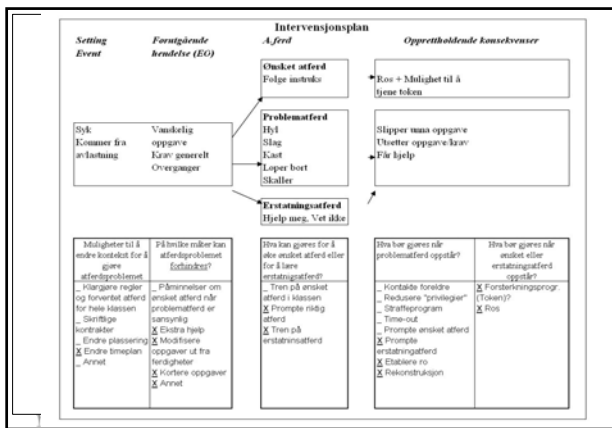 Intervensjonsplan
Setting
Event
Forutgående
hendelse (EG)
Atferd
Opprettholdende konsekvenser
Ønsket atferd
Følge instruks
Ros + Mulighet til å
tjene token
Syk
Kommer fra
avlastning
Vanskelig
oppgave
Krav generelt
Overganger
Problematferd
Hyl
Slag
Kast
Løper bort
Skaller
Slipper unna oppgave
Utsetter oppgave/krav
Får hjelp
Erstatningsatferd
Hjelp meg, Vet ikke
Muligheter til å
endre kontekst for å
gjøre
atferdsproblemet
_ Klargjøre regler
og forventet atferd
for hele klassen
_ Skriftlige
kontrakter
_ Endre plassering
X Endre timeplan
_ Annet
På hvilke måter kan
atferdsproblemet
forhindres?
_ Påminnelser om
ønsket atferd når
problematferd er
sansynlig
X Ekstra hjelp
X Modifisere
oppgaver ut fra
ferdigheter
X Kortere oppgaver
X Annet
Hva kan gjøres for å
øke ønsket atferd eller
for å lære
erstatnigsatferd?
_ Tren på ønsket
atferd i klassen
X Prompte riktig
atferd
X Tren på
erstatninsatferd
Hva bør gjøres når
problematferd oppstår?
_ Kontakte foreldre
_ Redusere "privilegier"
_ Straffeprogram
_ Time-out
_ Prompte ønsket atferd
X Prompte
erstatingatferd
X Etablere ro
X Rekonstruksjon
Hva bør gjøres når
ønsket eller
erstatningsatferd
oppstår?
X Forsterkningsprogr.
(Token)?
X Ros